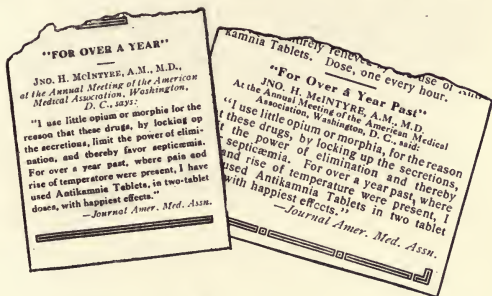 "FOR OVER A YEAR"
JNO. H. McINTYRE, A.M., M.D.,
at the Annual Meeting of the American
Medical Association, Washington,
D. C., says:
"I use little opium or morphia for the
reason that these drugs, by locking up
the secretions, limit the power of elimi-
nation, and thereby favor septicæmia.
For over a year past, where pain and
rise of temperature were present, I have
used Antikamnia Tablets, in two-tablet
doses, with happiest effects."
—Journal Amer. Med. Assn.
kamnia Tablets. Dose, one every hour.
"For Over a Year Past"
JNO. H. McINTYRE, A. M., M. D.
At the Annual Meeting of the American Medical
Association, Washington, D. C., said:
"I use little opium or morphia, for the reason
t these drugs, by locking up the secretions,
t the power of elimination and thereby
septicæmia. For over a year past, where
and rise of temperature were present, I
used Antikamnia Tablets in two tablet
with happiest effects."
—Journal Amer. Med. Assn.